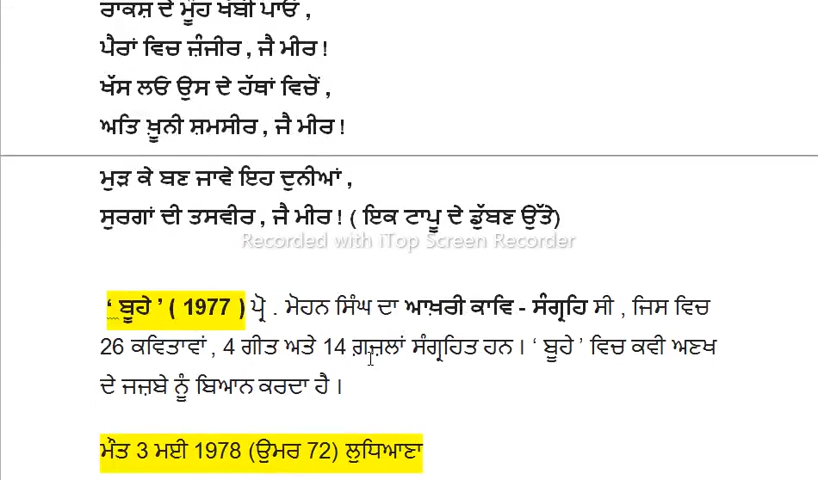 ਰਾਕਸ਼ ਦੇ ਮੂੰਹ ਖੰਬੀ ਪਾਓ ,
ਪੈਰਾਂ ਵਿਚ ਜ਼ੰਜੀਰ , ਜੈ ਮੀਰ !
ਖੱਸ ਲਓ ਉਸ ਦੇ ਹੱਥਾਂ ਵਿਚੋਂ ,
ਅਤਿ ਖ਼ੂਨੀ ਸ਼ਮਸੀਰ , ਜੈ ਮੀਰ !
ਮੁੜ ਕੇ ਬਣ ਜਾਵੇ ਇਹ ਦੁਨੀਆਂ ,
ਸੁਰਗਾਂ ਦੀ ਤਸਵੀਰ , ਜੈ ਮੀਰ ! ( ਇਕ ਟਾਪੂ ਦੇ ਡੁੱਬਣ ਉੱਤੇ)
Recorded with iTop Screen Recorder
‘ ਬੂਹੇ ’ ( 1977 ) ਪ੍ਰੋ . ਮੋਹਨ ਸਿੰਘ ਦਾ ਆਖ਼ਰੀ ਕਾਵਿ - ਸੰਗ੍ਰਹਿ ਸੀ , ਜਿਸ ਵਿਚ
26 ਕਵਿਤਾਵਾਂ , 4 ਗੀਤ ਅਤੇ 14 ਗ਼ਜ਼ਲਾਂ ਸੰਗ੍ਰਹਿਤ ਹਨ । ‘ ਬੂਹੇ ’ ਵਿਚ ਕਵੀ ਅਣਖ
ਦੇ ਜਜ਼ਬੇ ਨੂੰ ਬਿਆਨ ਕਰਦਾ ਹੈ ।
ਮੌਤ 3 ਮਈ 1978 (ਉਮਰ 72) ਲੁਧਿਆਣਾ